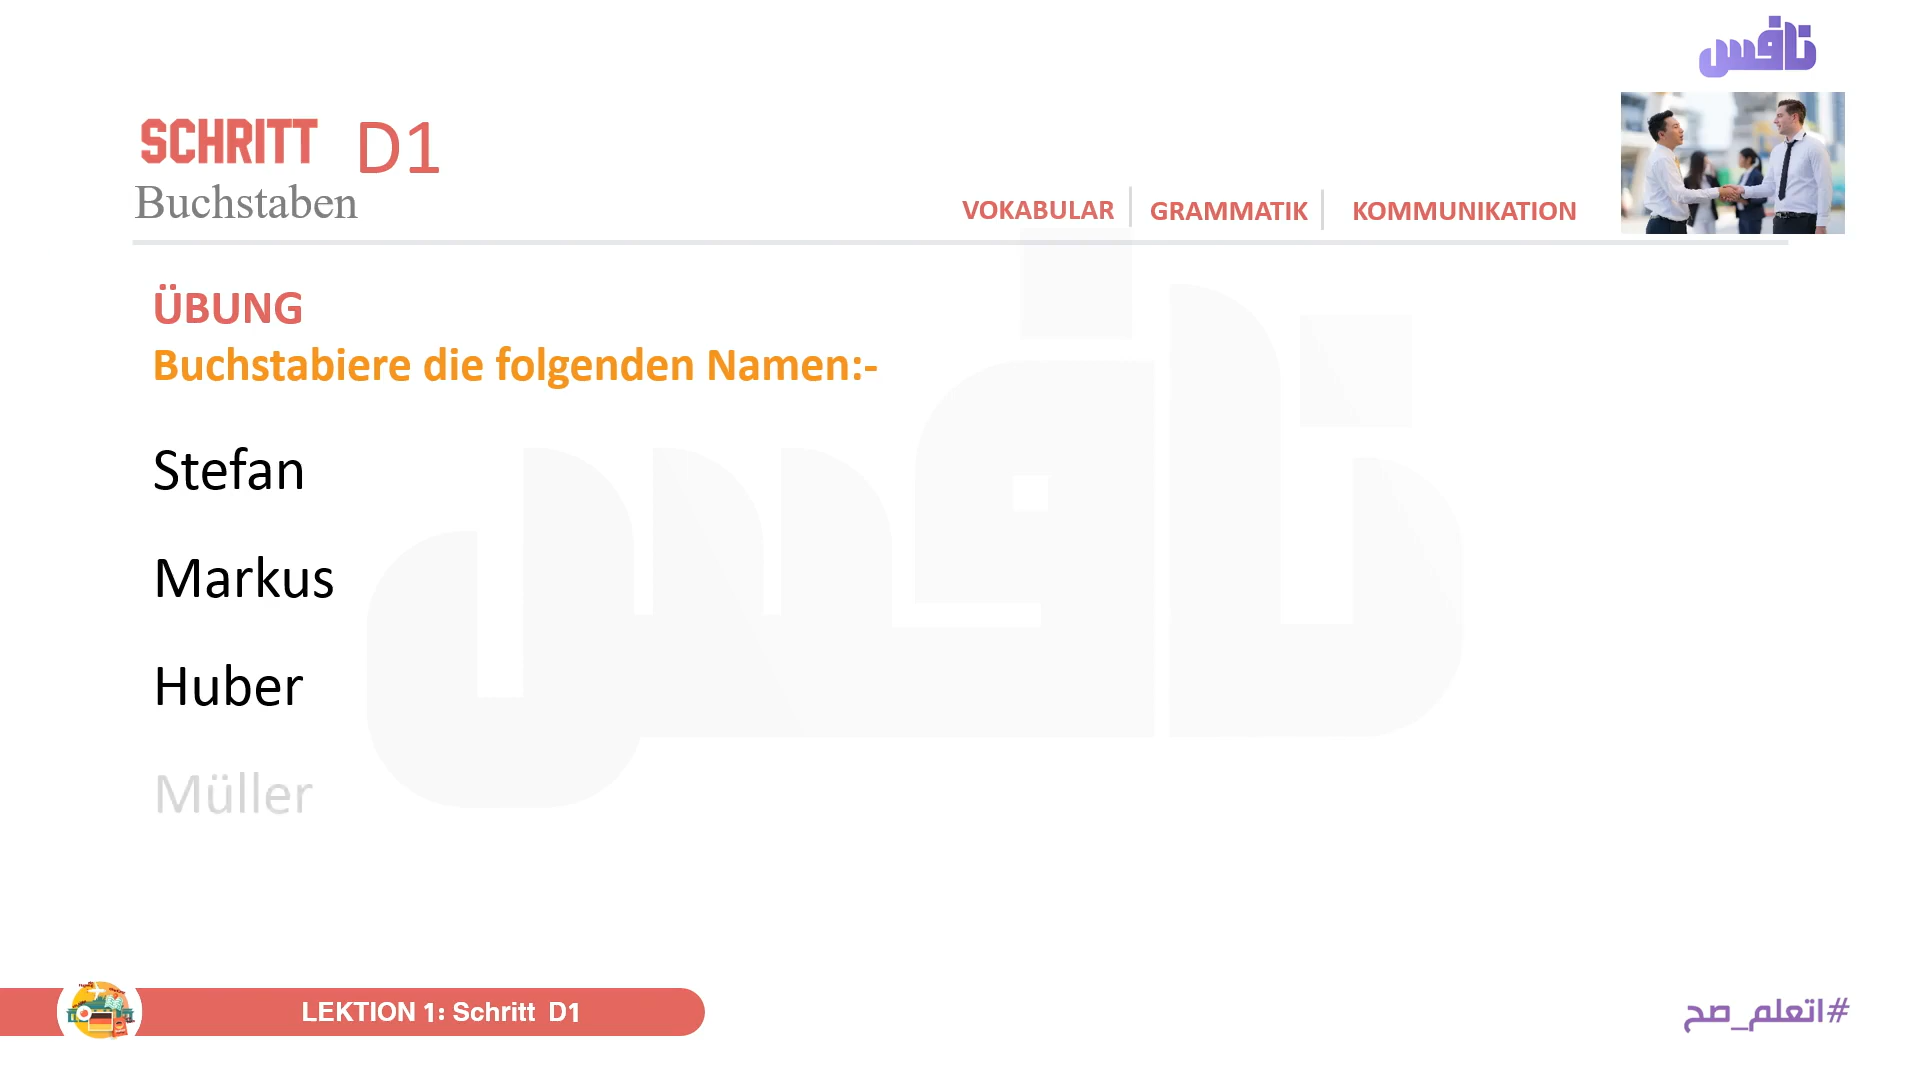 نافس
SCHRITT D1
Buchstaben
VOKABULAR GRAMMATIK KOMMUNIKATION
ÜBUNG
Buchstabiere die folgenden Namen:-
Stefan
Markus
Huber
Müller
LEKTION 1: Schritt D1
#اتعلم_صح